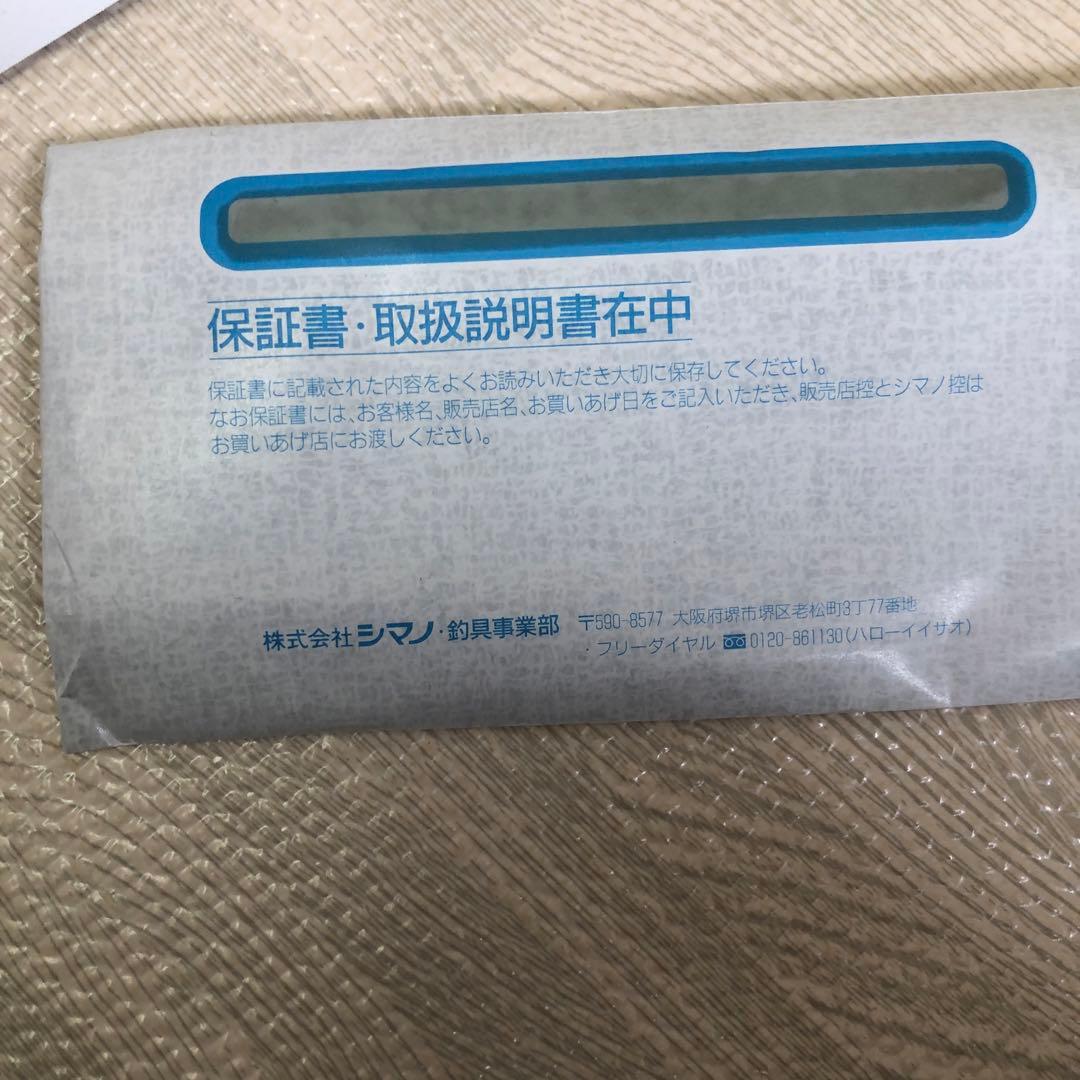 保証書・取扱説明書在中
保証書に記載された内容をよくお読みいただき大切に保存してください。
なお保証書には、お客様名、販売店名、お買いあげ日をご記入いただき、販売店控とシマノ控は
お買いあげ店にお渡しください。
株式会社シマノ・釣具事業部
〒590-8577 大阪府堺市堺区老松町3丁77番地
・フリーダイヤル 0120-861130(ハローイイサオ)